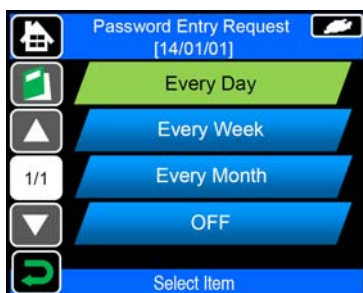 Password Entry Request
[14/01/01]
Every Day
Every Week
1/1
Every Month
OFF
Select Item